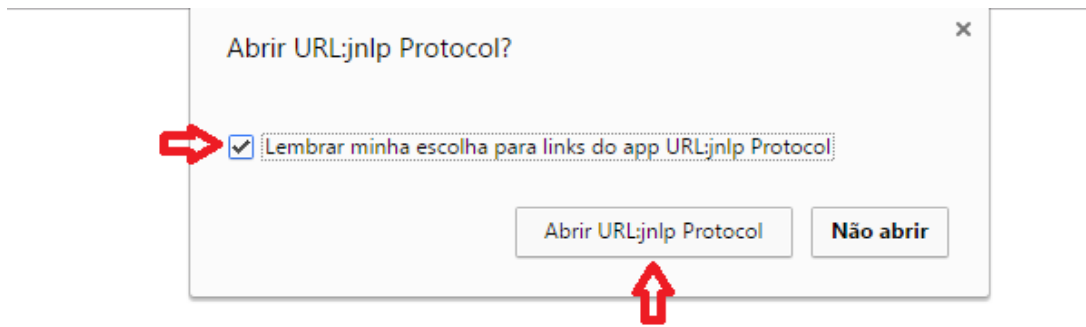 Abrir URL:jnlp Protocol?
Lembrar minha escolha para links do app URL:jnlp Protocol
Abrir URL:jnlp Protocol
Não abrir